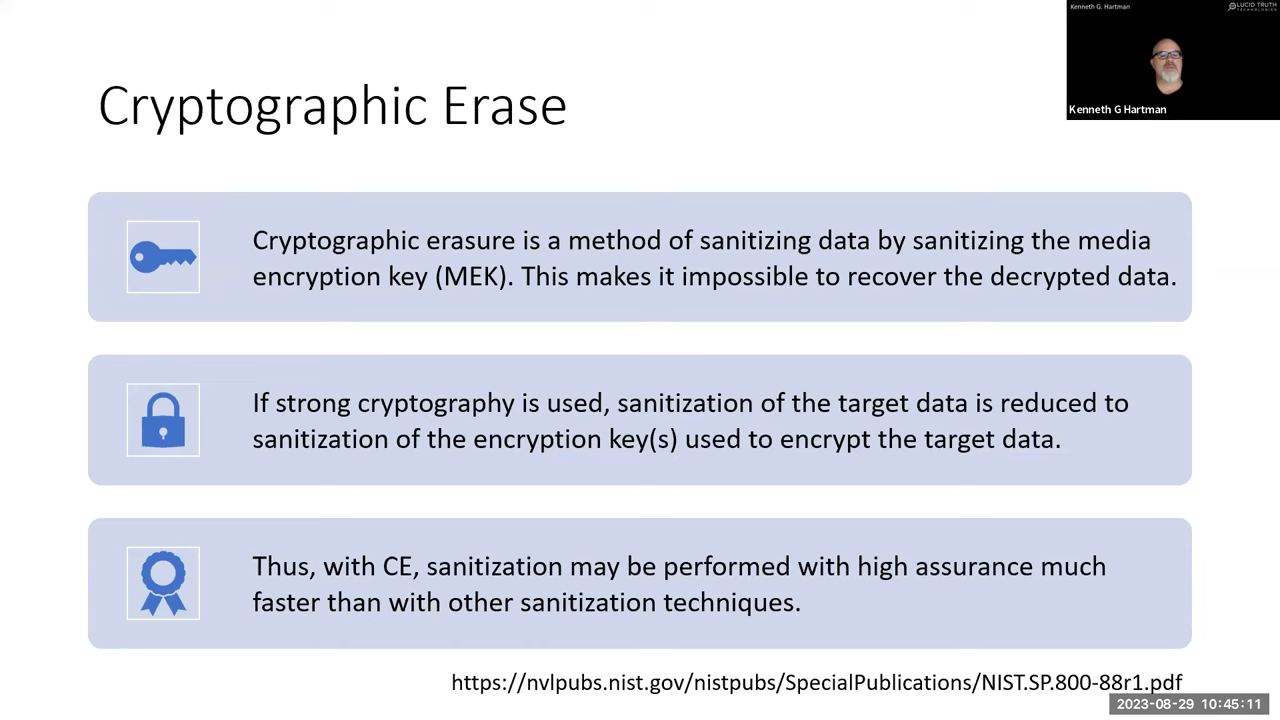 Kenneth G. Hartman
LUCID TRUTH
TECHNOLOGIES
Kenneth G Hartman
Cryptographic Erase
Cryptographic erasure is a method of sanitizing data by sanitizing the media
encryption key (MEK). This makes it impossible to recover the decrypted data.
If strong cryptography is used, sanitization of the target data is reduced to
sanitization of the encryption key(s) used to encrypt the target data.
Thus, with CE, sanitization may be performed with high assurance much
faster than with other sanitization techniques.
https://nvlpubs.nist.gov/nistpubs/SpecialPublications/NIST.SP.800-88r1.pdf
2023-08-29 10:45:11